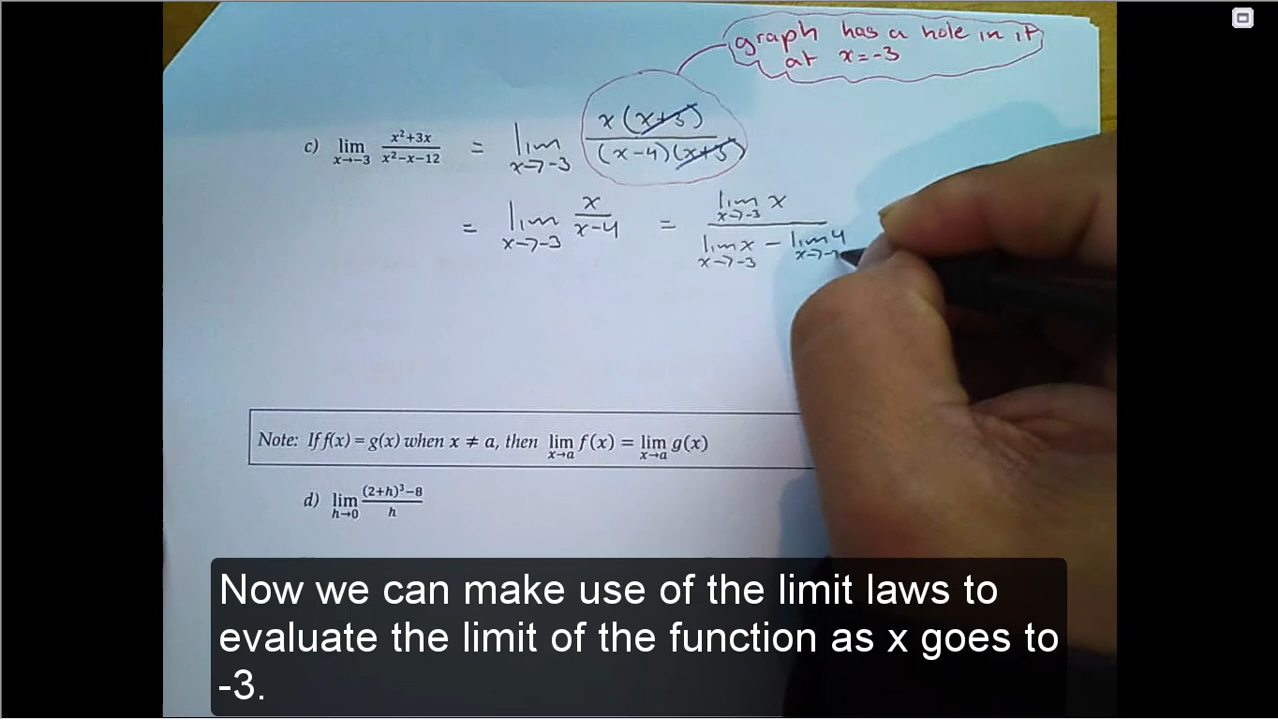 graph has a hole in it
at x=-3
c) lim x→-3 x²+3x / x²-x-12 = lim x→-3 x(x+3) / (x-4)(x+3)
= lim x→-3 x / x-4 = lim x→-3 x / lim x→-3 x - lim x→- 4
Note: If f(x) = g(x) when x ≠ a, then lim x→a f(x) = lim x→a g(x)
d) lim h→0 (2+h)³-8 / h
Now we can make use of the limit laws to
evaluate the limit of the function as x goes to
-3.